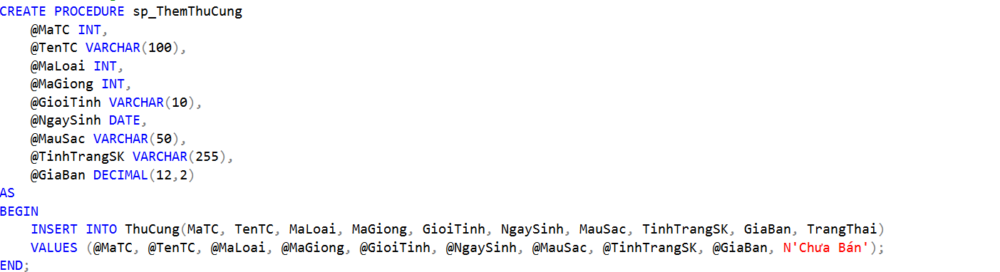 CREATE PROCEDURE sp_ThemThuCung
    @MaTC INT,
    @TenTC VARCHAR(100),
    @MaLoai INT,
    @MaGiong INT,
    @GioiTinh VARCHAR(10),
    @NgaySinh DATE,
    @MauSac VARCHAR(50),
    @TinhTrangSK VARCHAR(255),
    @GiaBan DECIMAL(12,2)
AS
BEGIN
    INSERT INTO ThuCung(MaTC, TenTC, MaLoai, MaGiong, GioiTinh, NgaySinh, MauSac, TinhTrangSK, GiaBan, TrangThai)
    VALUES (@MaTC, @TenTC, @MaLoai, @MaGiong, @GioiTinh, @NgaySinh, @MauSac, @TinhTrangSK, @GiaBan, N'Chưa Bán');
END;